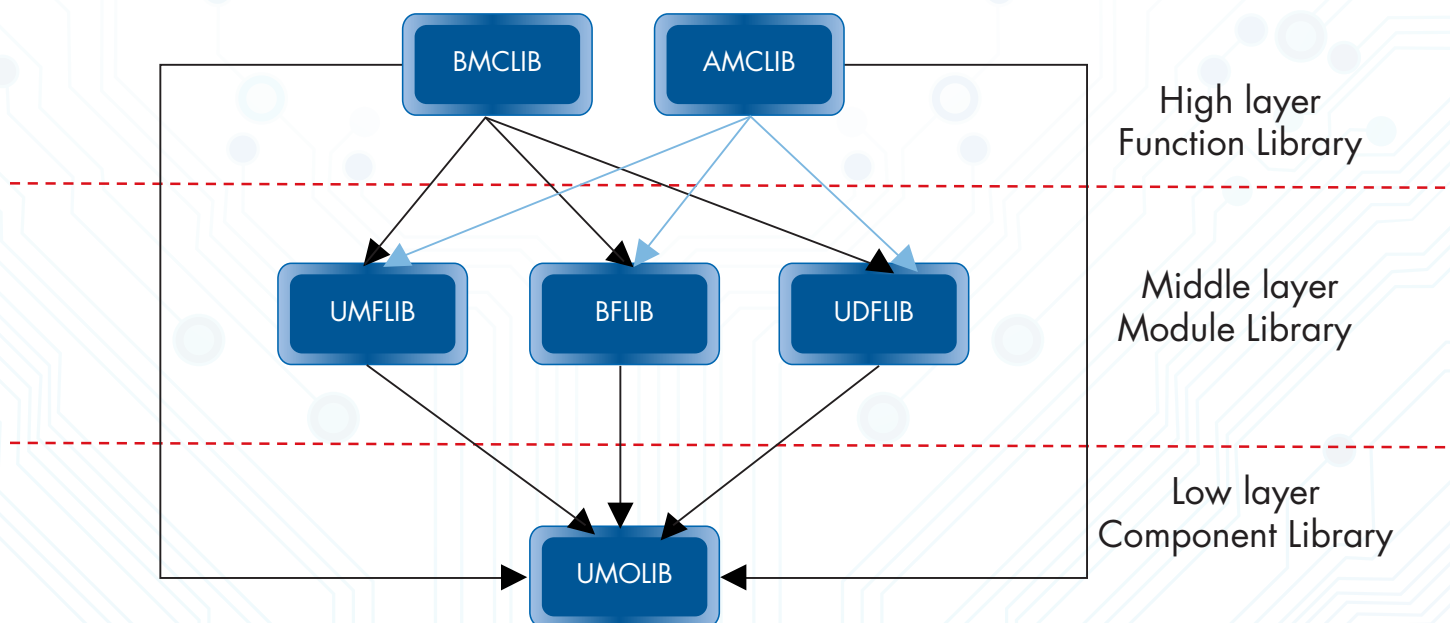 BMCLIB
AMCLIB
High layer
Function Library
UMFLIB
BFLIB
UDFLIB
Middle layer
Module Library
Low layer
Component Library
UMOLIB